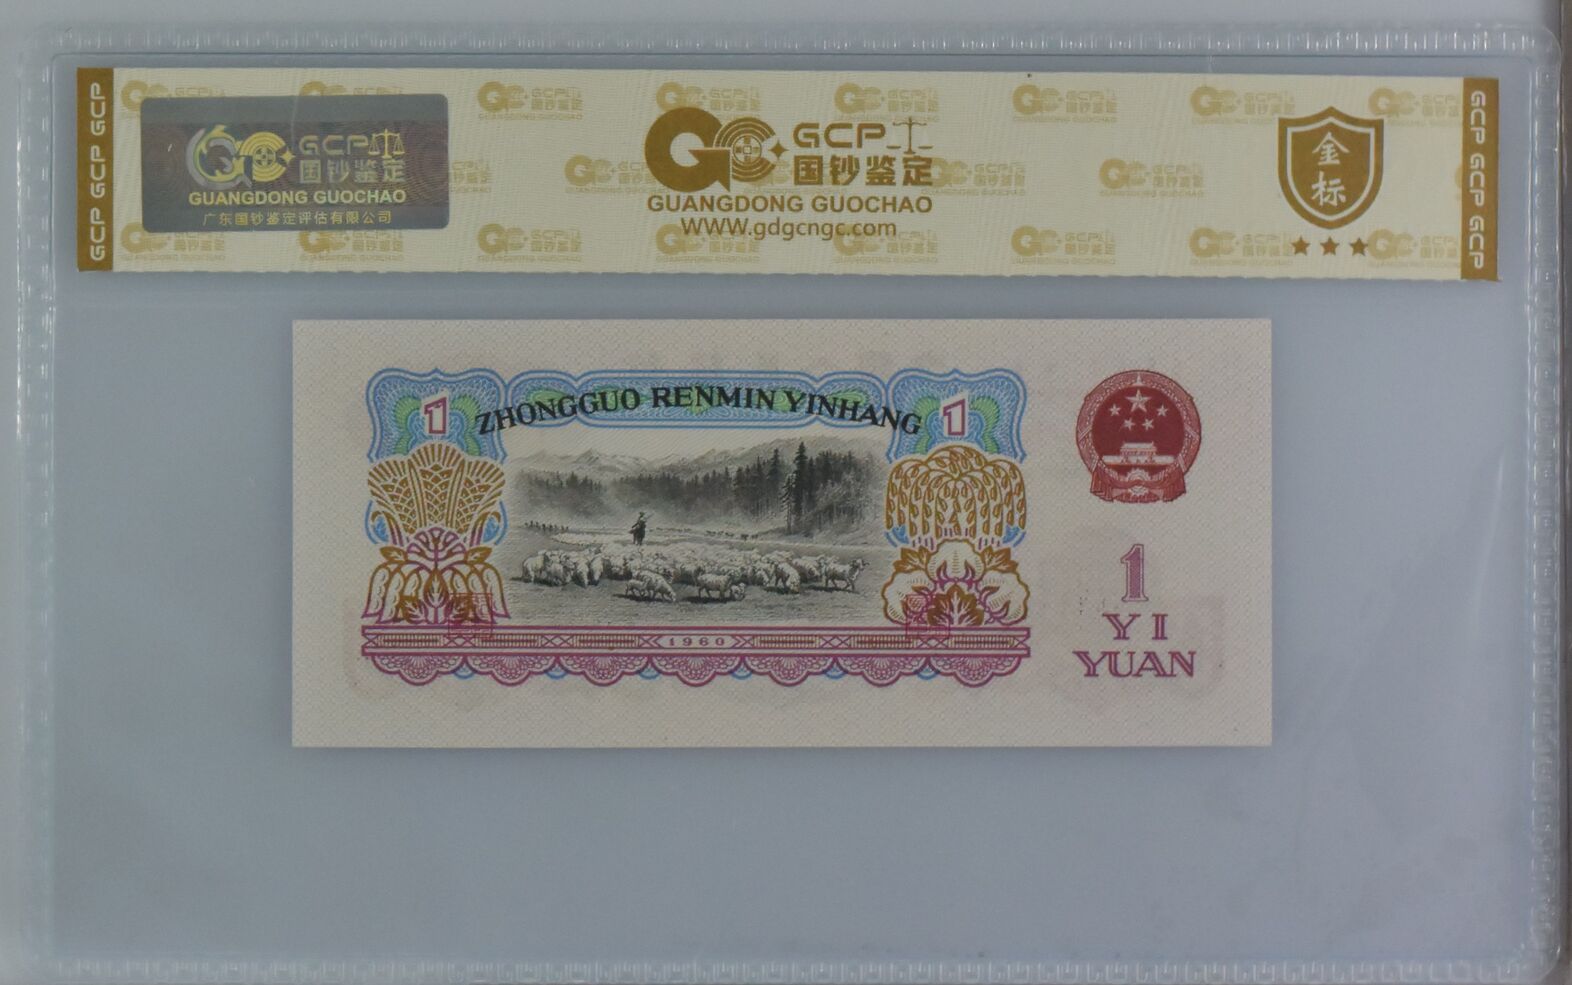 GCP GCP GCP
GCP
国钞鉴定
GUANGDONG GUOCHAO
广东国钞鉴定评估有限公司
GCP
国钞鉴定
GUANGDONG GUOCHAO
WWW.gdgcngc.com
金
标
GCP GCP GCP
1
ZHONGGUO RENMIN YINHANG
1
1960
1
YI
YUAN